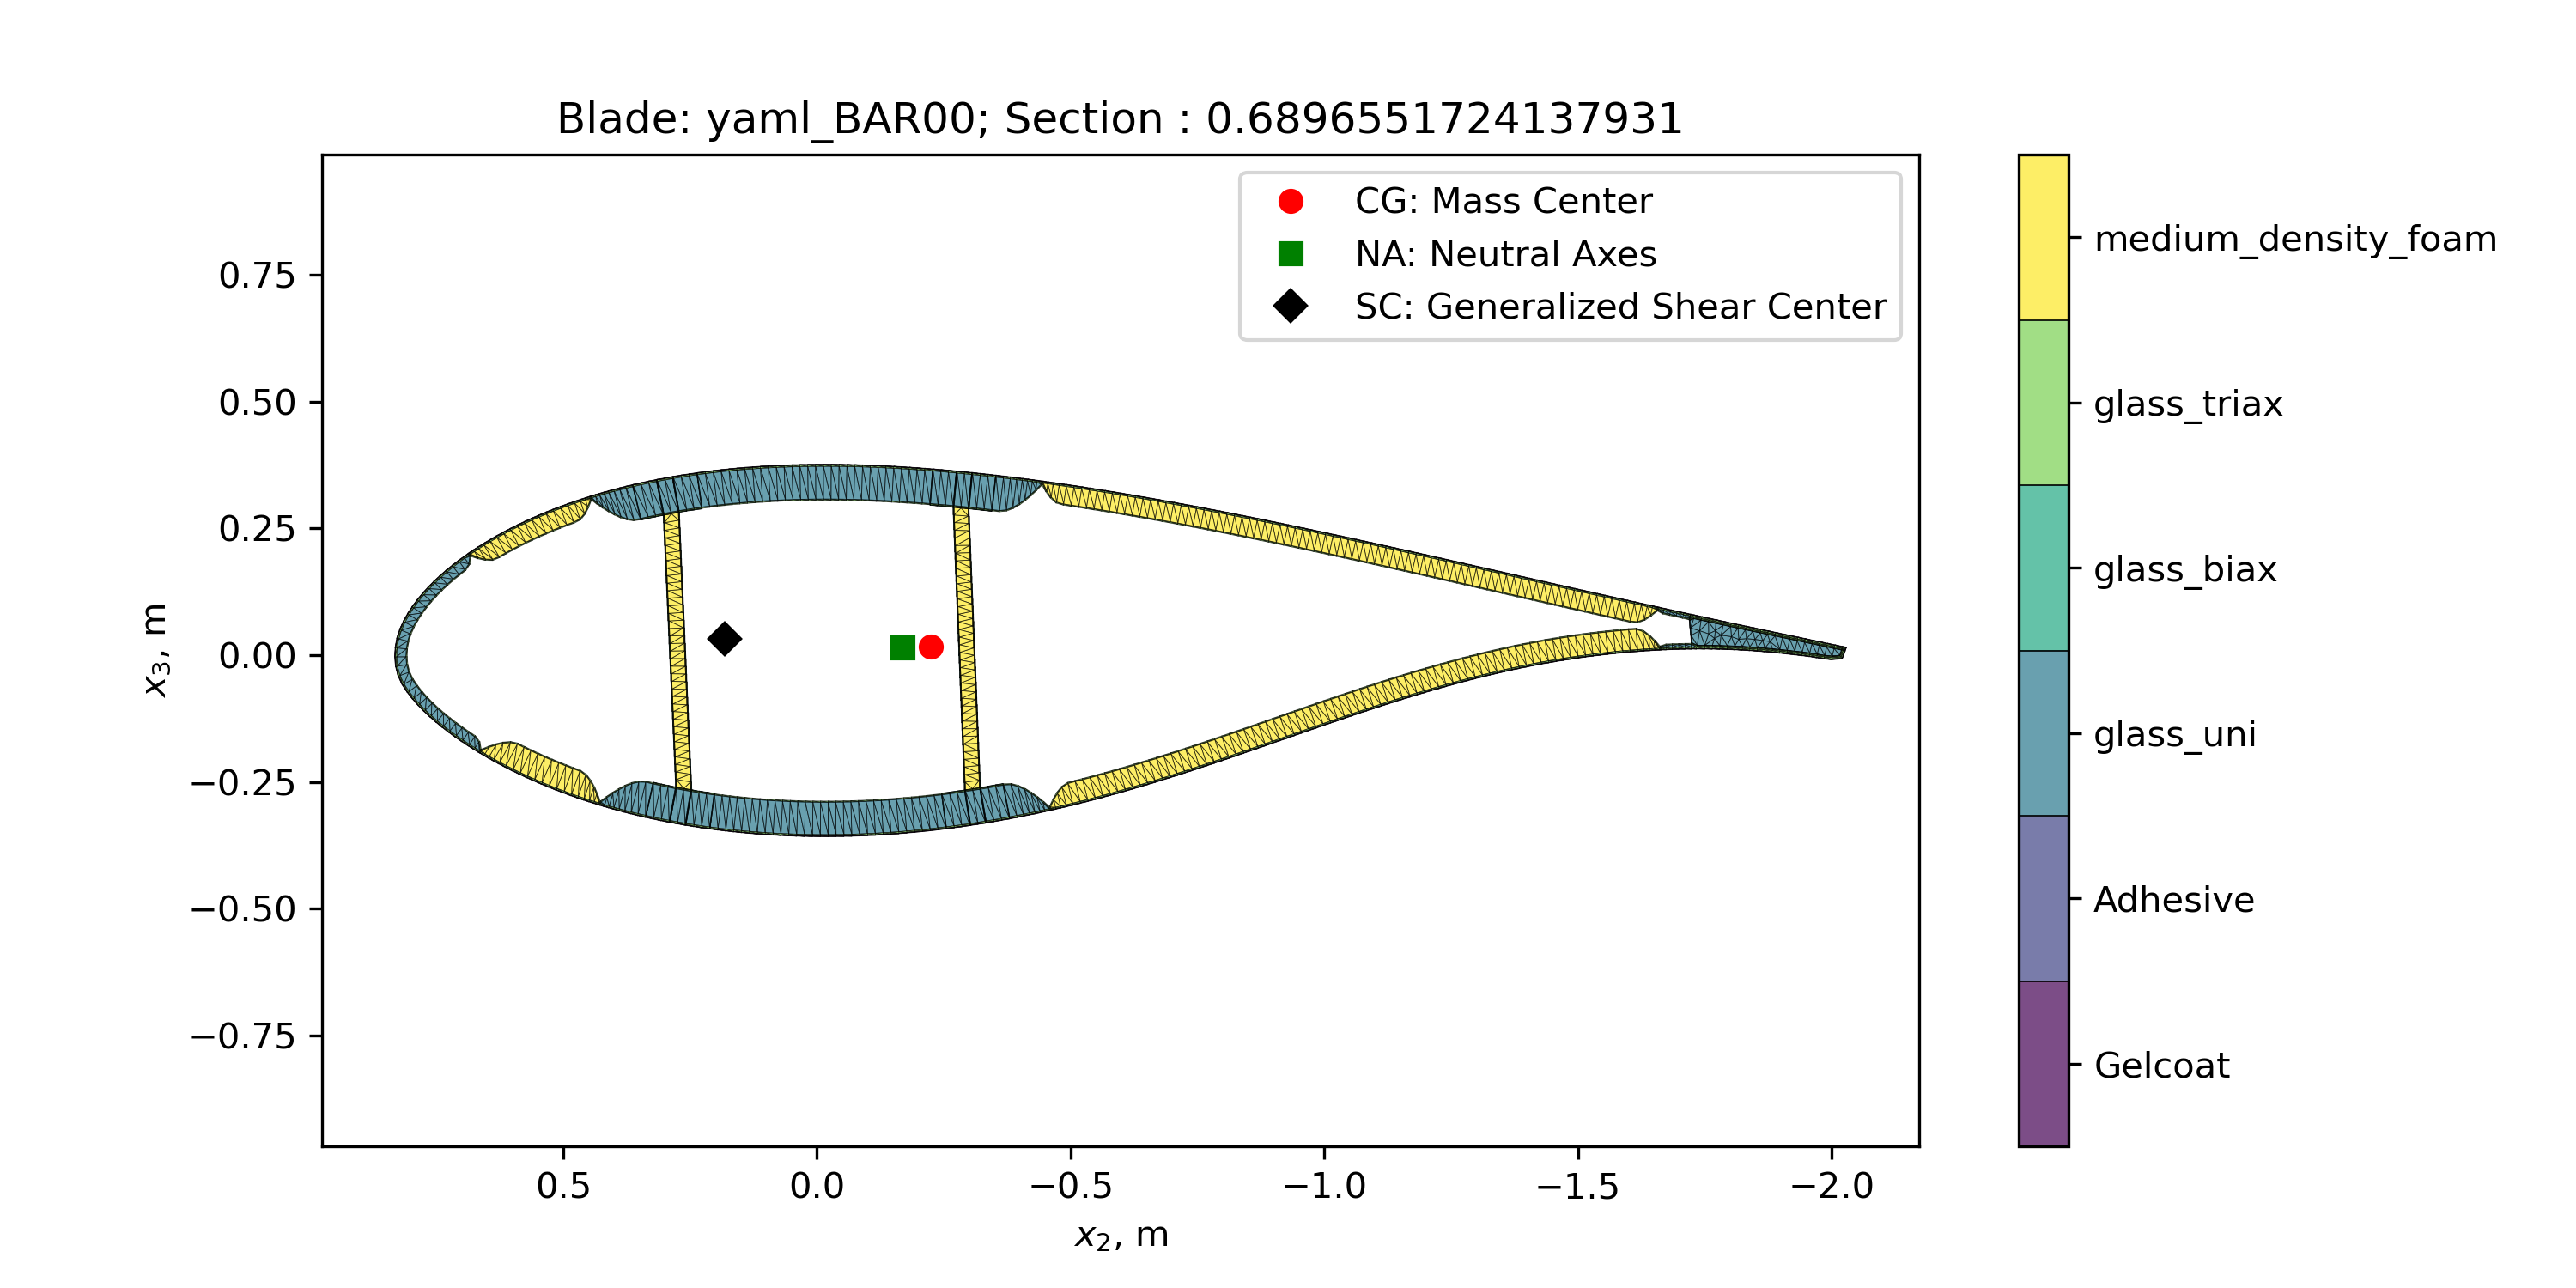 Blade: yaml_BAR00; Section : 0.6896551724137931
CG: Mass Center
NA: Neutral Axes
SC: Generalized Shear Center
0.75
0.50
0.25
0.00
−0.25
−0.50
−0.75
x₃, m
0.5
0.0
−0.5
−1.0
−1.5
−2.0
x₂, m
medium_density_foam
glass_triax
glass_biax
glass_uni
Adhesive
Gelcoat